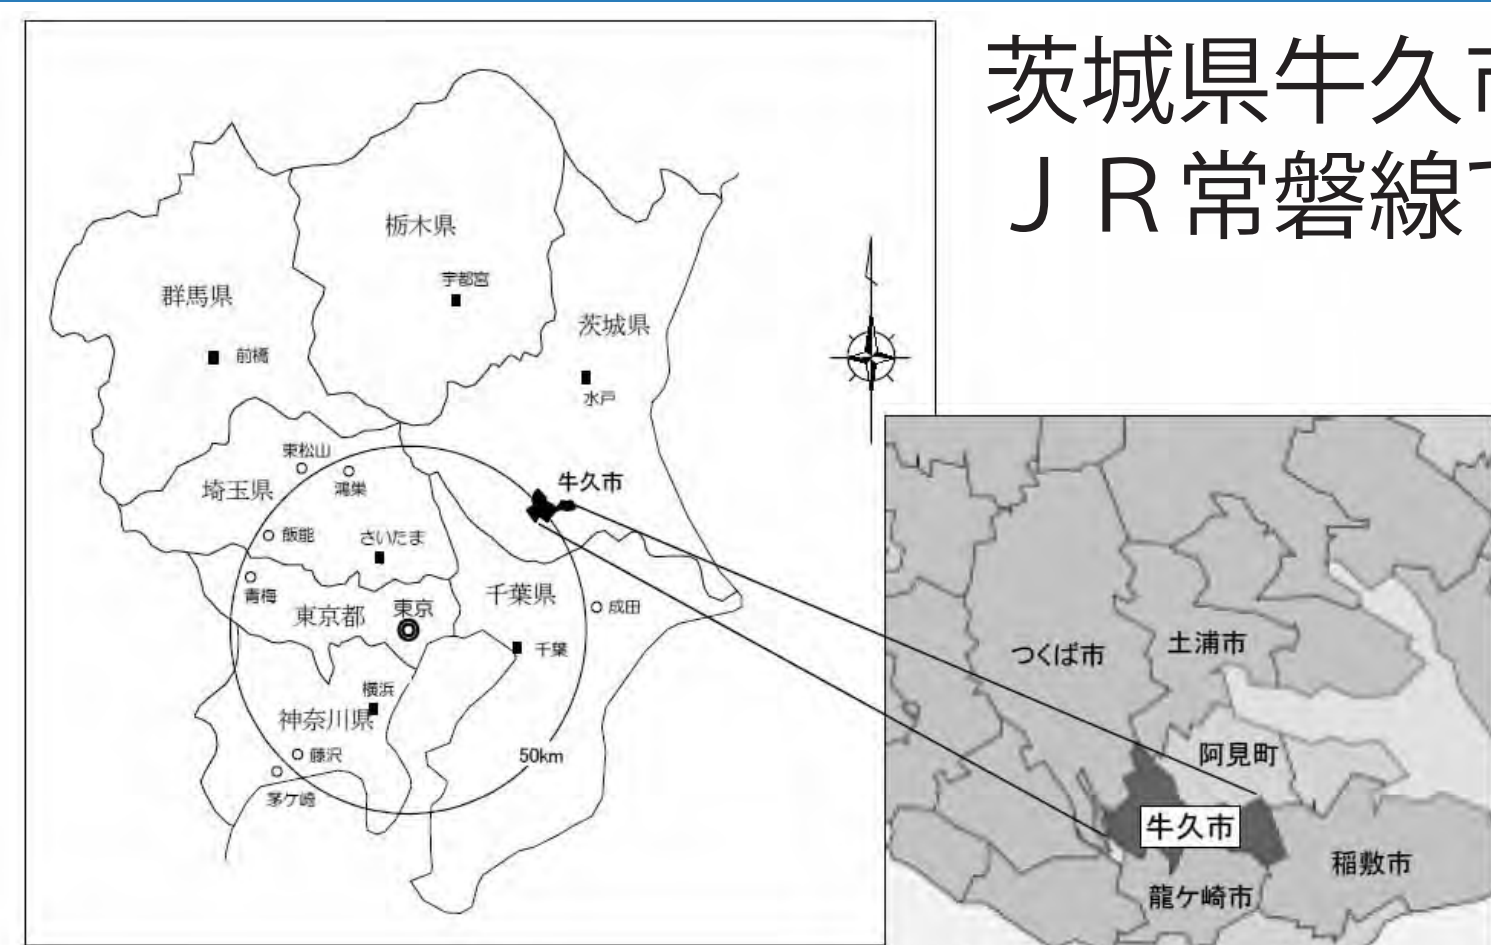 茨城県牛久市
ＪＲ常磐線で
栃木県
宇都宮
群馬県
茨城県
前橋
水戸
東松山
牛久市
埼玉県
鴻巣
飯能
さいたま
青梅
千葉県
東京都
東京
成田
千葉
横浜
神奈川県
藤沢
50km
茅ケ崎
つくば市
土浦市
阿見町
牛久市
稲敷市
龍ケ崎市